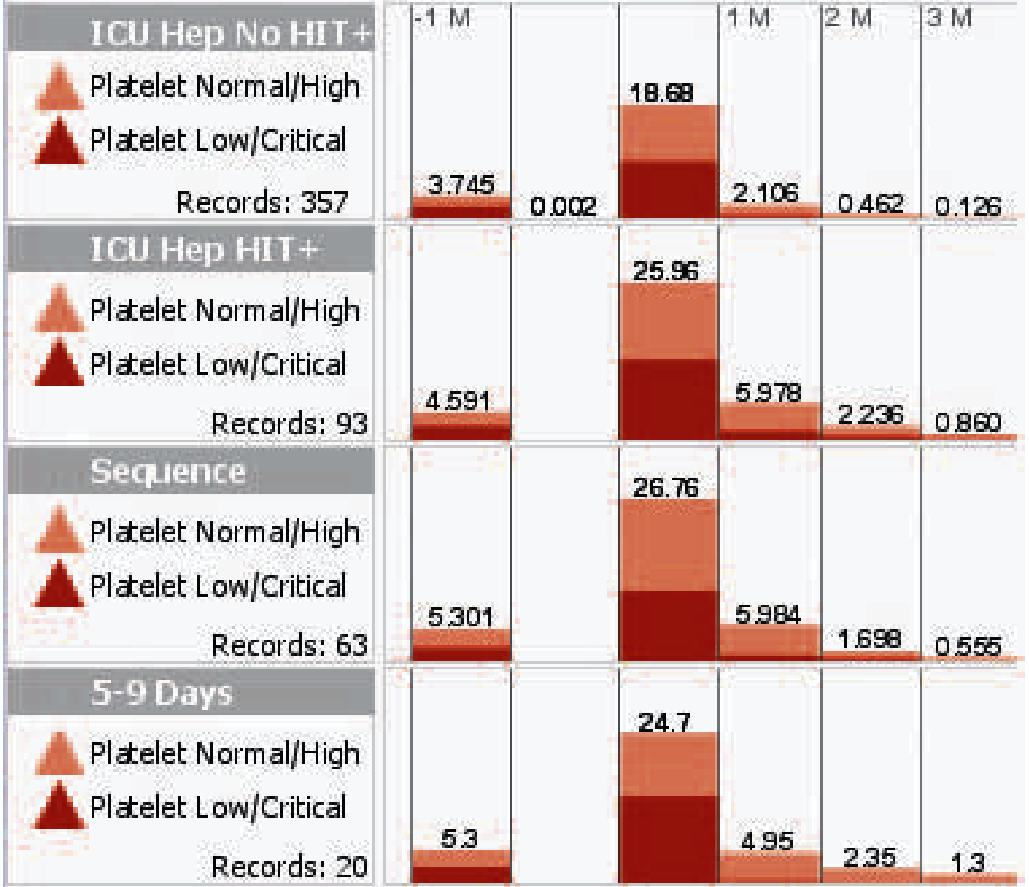 ICU Hep No HIT+
-1 M 1 M 2 M 3 M
Platelet Normal/High
18.68
Platelet Low/Critical
3.745 0.002 2.106 0.462 0.126
Records: 357
ICU Hep HIT+
25.96
Platelet Normal/High
Platelet Low/Critical
4.591 5.978 2.236 0.860
Records: 93
Sequence
26.76
Platelet Normal/High
Platelet Low/Critical
5.301 5.984 1.698 0.555
Records: 63
5-9 Days
24.7
Platelet Normal/High
Platelet Low/Critical
5.3 4.95 2.35 1.3
Records: 20